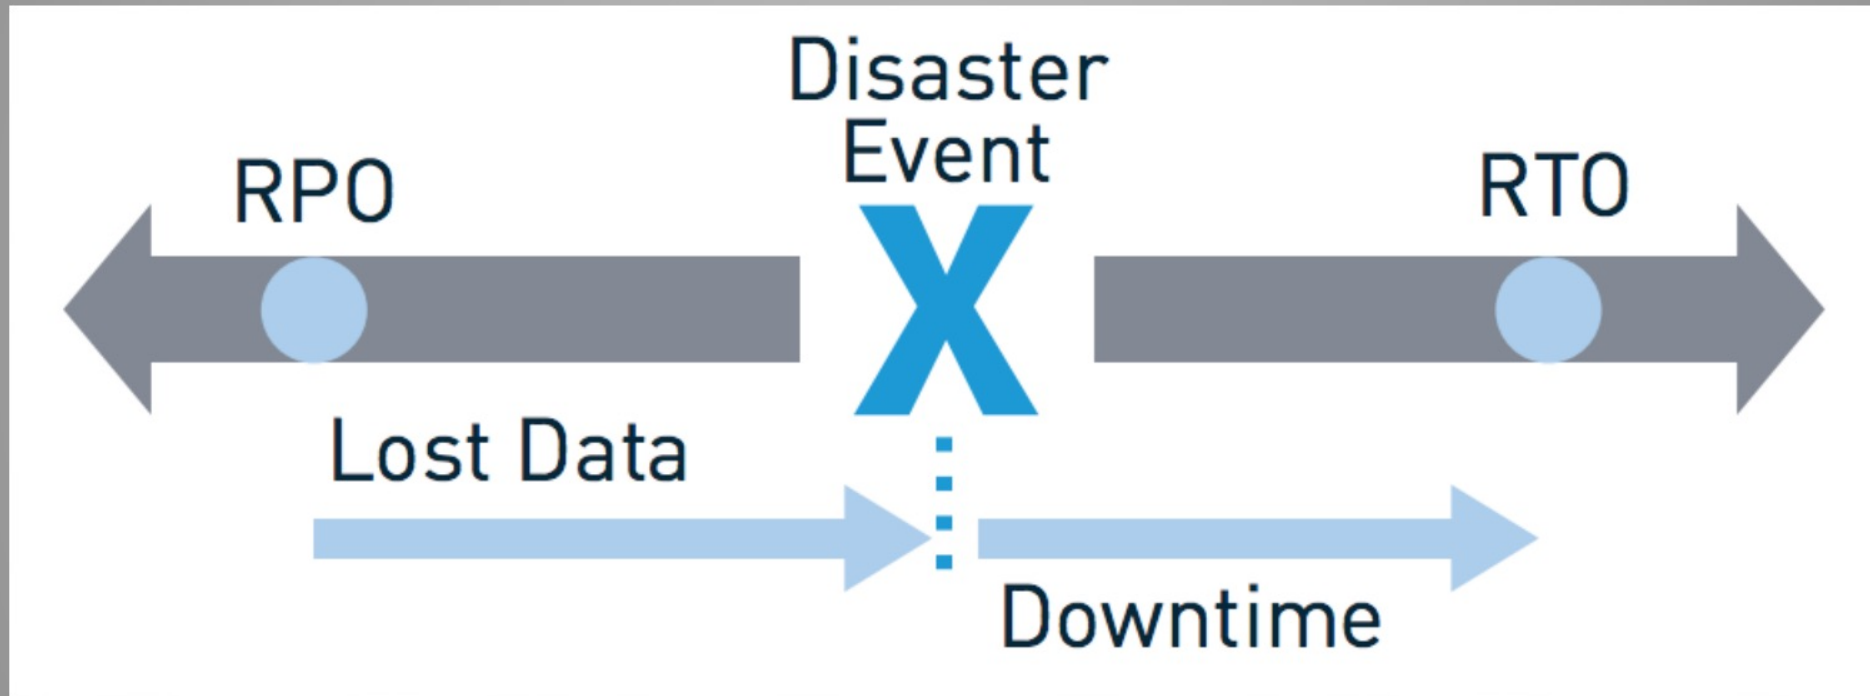 Disaster
Event
RPO
RTO
X
Lost Data
Downtime